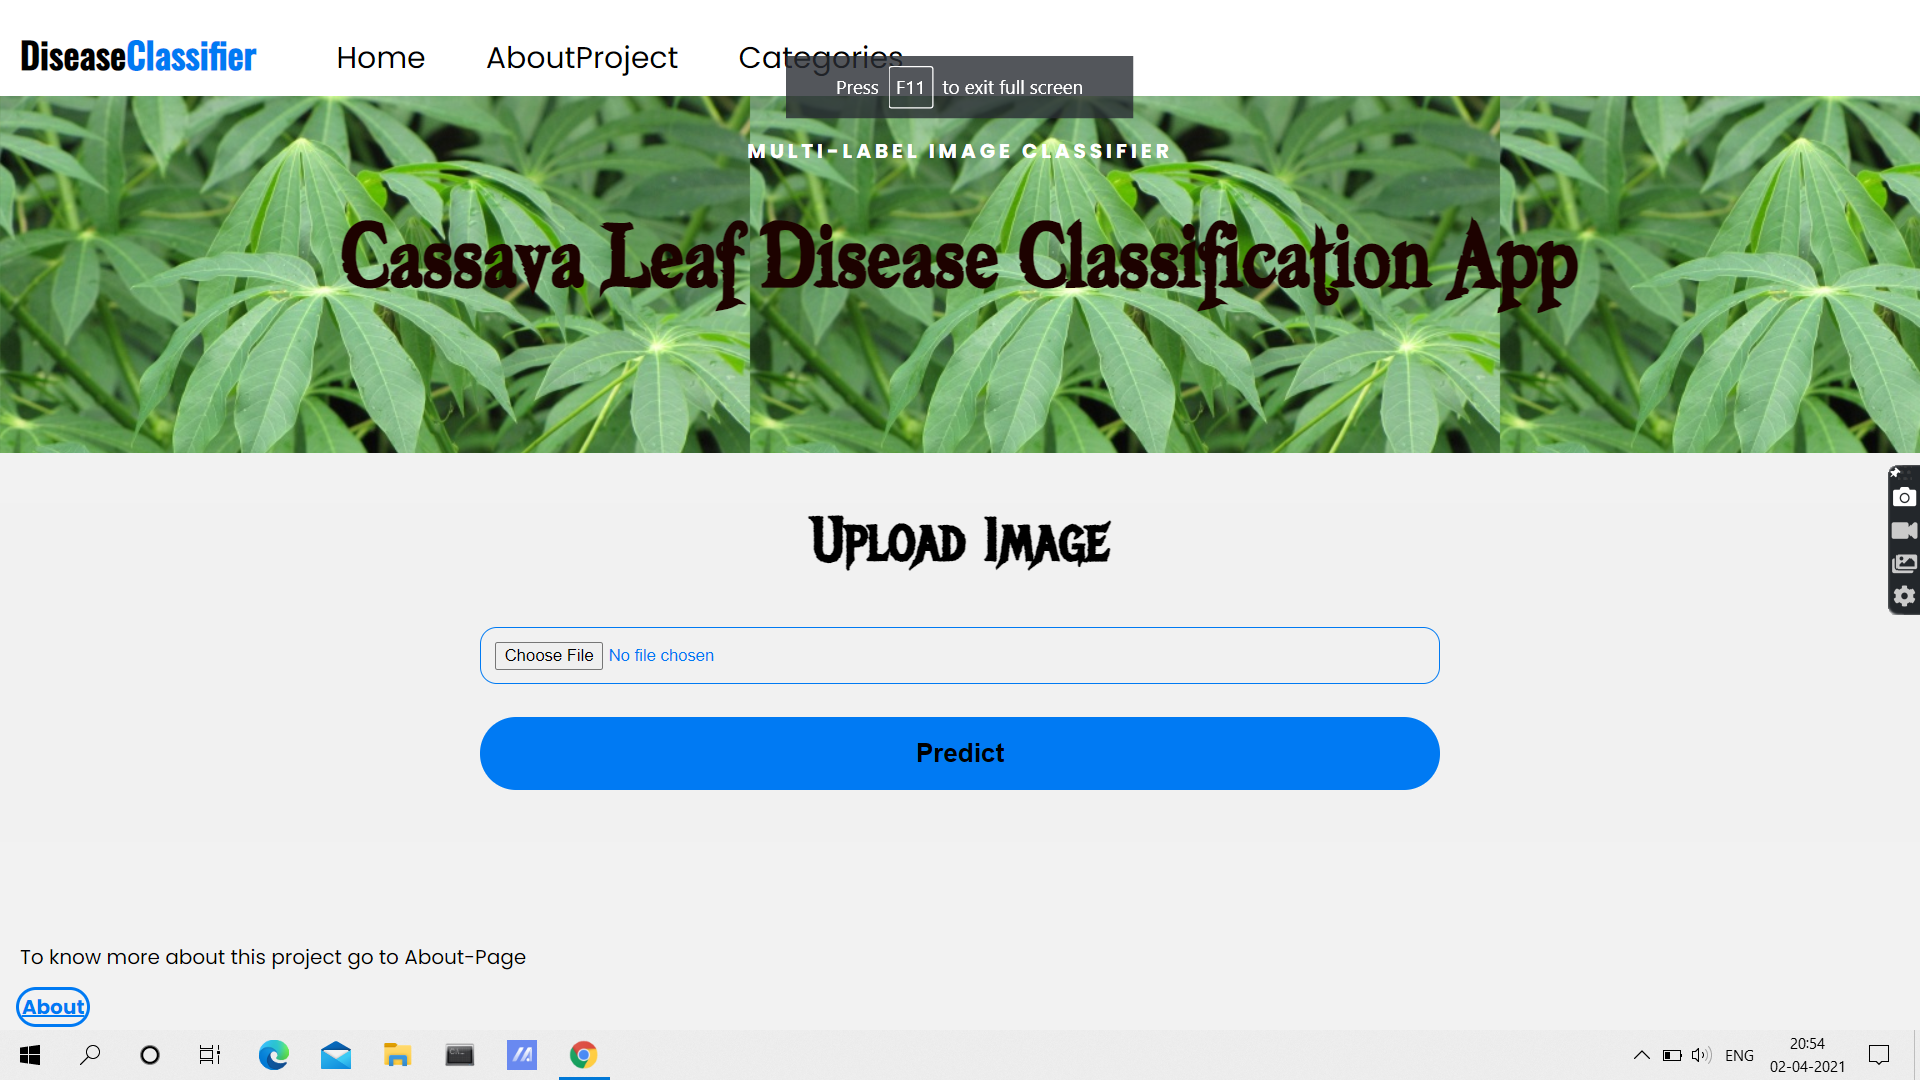 DiseaseClassifier Home AboutProject Categories
Press F11 to exit full screen
MULTI-LABEL IMAGE CLASSIFIER
Cassava Leaf Disease Classification App
Upload Image
Choose File No file chosen
Predict
To know more about this project go to About-Page
About
ENG
20:54
02-04-2021